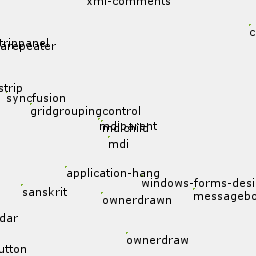 xml-comments
c
trippanel
arepeater
strip
syncfusion
gridgroupingcontrol
mdiparent
mdichild
mdi
application-hang
windows-forms-desi
sanskrit
messagebo
ownerdrawn
dar
ownerdraw
utton